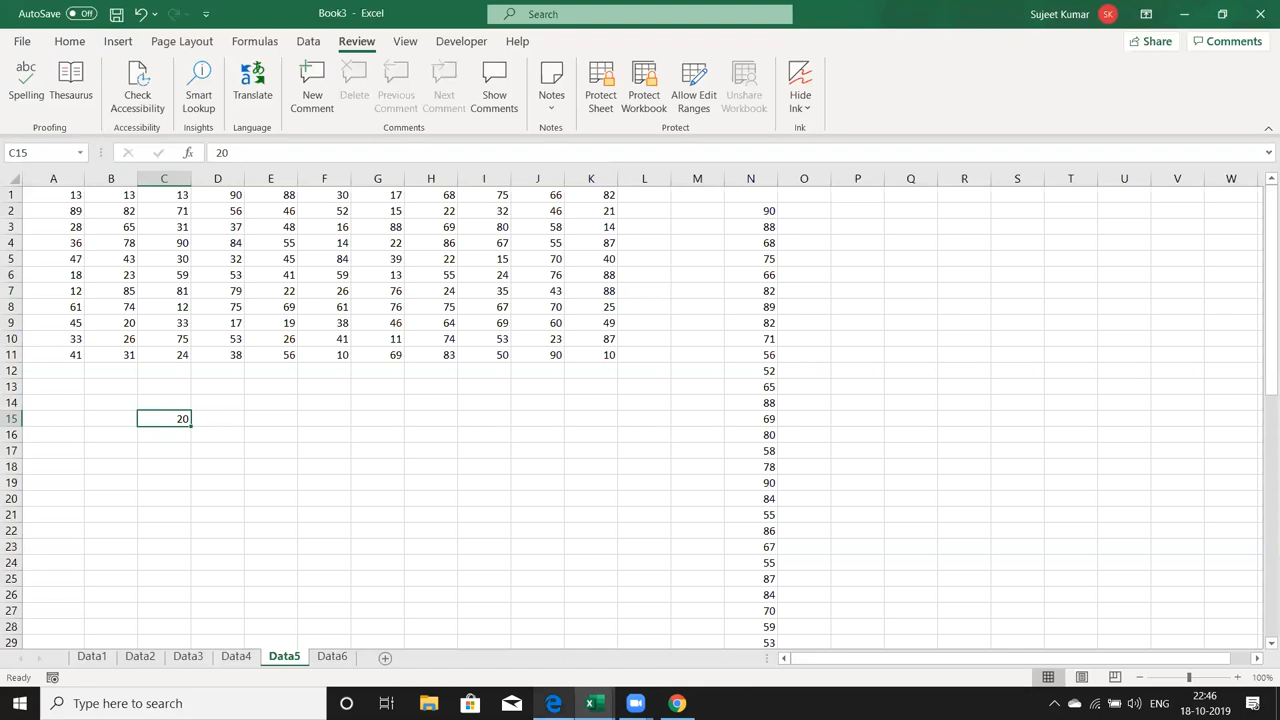 AutoSave Off Book3 - Excel Search Sujeet Kumar SK
File Home Insert Page Layout Formulas Data Review View Developer Help Share Comments
Spelling Thesaurus Check Accessibility Smart Lookup Translate New Comment Delete Previous Comment Next Comment Show Comments Notes Protect Sheet Protect Workbook Allow Edit Ranges Unshare Workbook Hide Ink
Proofing Accessibility Insights Language Comments Notes Protect Ink
C15 fx 20
A B C D E F G H I J K L M N O P Q R S T U V W
1 13 13 13 90 88 30 17 68 75 66 82
2 89 82 71 56 46 52 15 22 32 46 21 90
3 28 65 31 37 48 16 88 69 80 58 14 88
4 36 78 90 84 55 14 22 86 67 55 87 68
5 47 43 30 32 45 84 39 22 15 70 40 75
6 18 23 59 53 41 59 13 55 24 76 88 66
7 12 85 81 79 22 26 76 24 35 43 88 82
8 61 74 12 75 69 61 76 75 67 70 25 89
9 45 20 33 17 19 38 46 64 69 60 49 82
10 33 26 75 53 26 41 11 74 53 23 87 71
11 41 31 24 38 56 10 69 83 50 90 10 56
12 52
13 65
14 88
15 20 69
16 80
17 58
18 78
19 90
20 84
21 55
22 86
23 67
24 55
25 87
26 84
27 70
28 59
29 53
Data1 Data2 Data3 Data4 Data5 Data6
Ready 100%
Type here to search ENG 22:46
18-10-2019